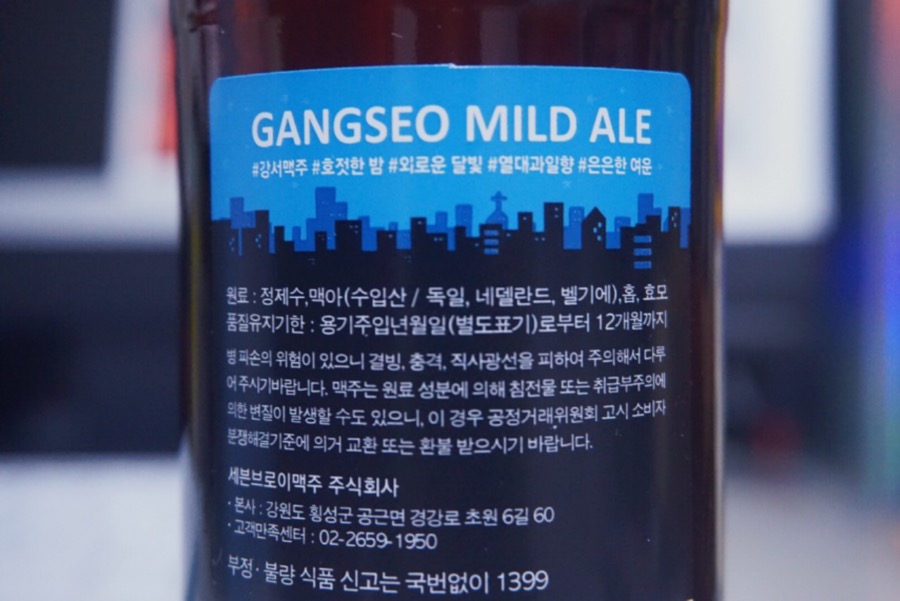 GANGSEO MILD ALE
#강서맥주 #호젓한 밤 #외로운 달빛 #열대과일향 #은은한 여운
원료 : 정제수,맥아(수입산 / 독일, 네델란드, 벨기에),홉, 효모
품질유지기한 : 용기주입년월일(별도표기)로부터 12개월까지
병 파손의 위험이 있으니 결빙, 충격, 직사광선을 피하여 주의해서 다루
어 주시기바랍니다. 맥주는 원료 성분에 의해 침전물 또는 취급부주의에
의한 변질이 발생할 수도 있으니, 이 경우 공정거래위원회 고시 소비자
분쟁해결기준에 의거 교환 또는 환불 받으시기 바랍니다.
세븐브로이맥주 주식회사
· 본사 : 강원도 횡성군 공근면 경강로 초원 6길 60
· 고객만족센터 : 02-2659-1950
부정·불량 식품 신고는 국번없이 1399